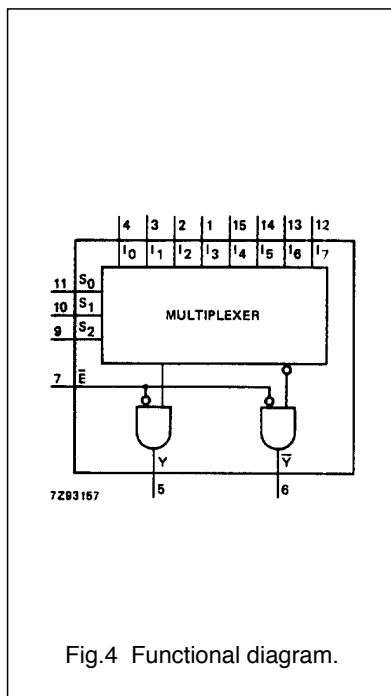 4 3 2 1 15 14 13 12
I0 I1 I2 I3 I4 I5 I6 I7
11 S0
10 S1
MULTIPLEXER
9 S2
7 E̅
Y Y̅
7Z93157 5 6
Fig.4 Functional diagram.